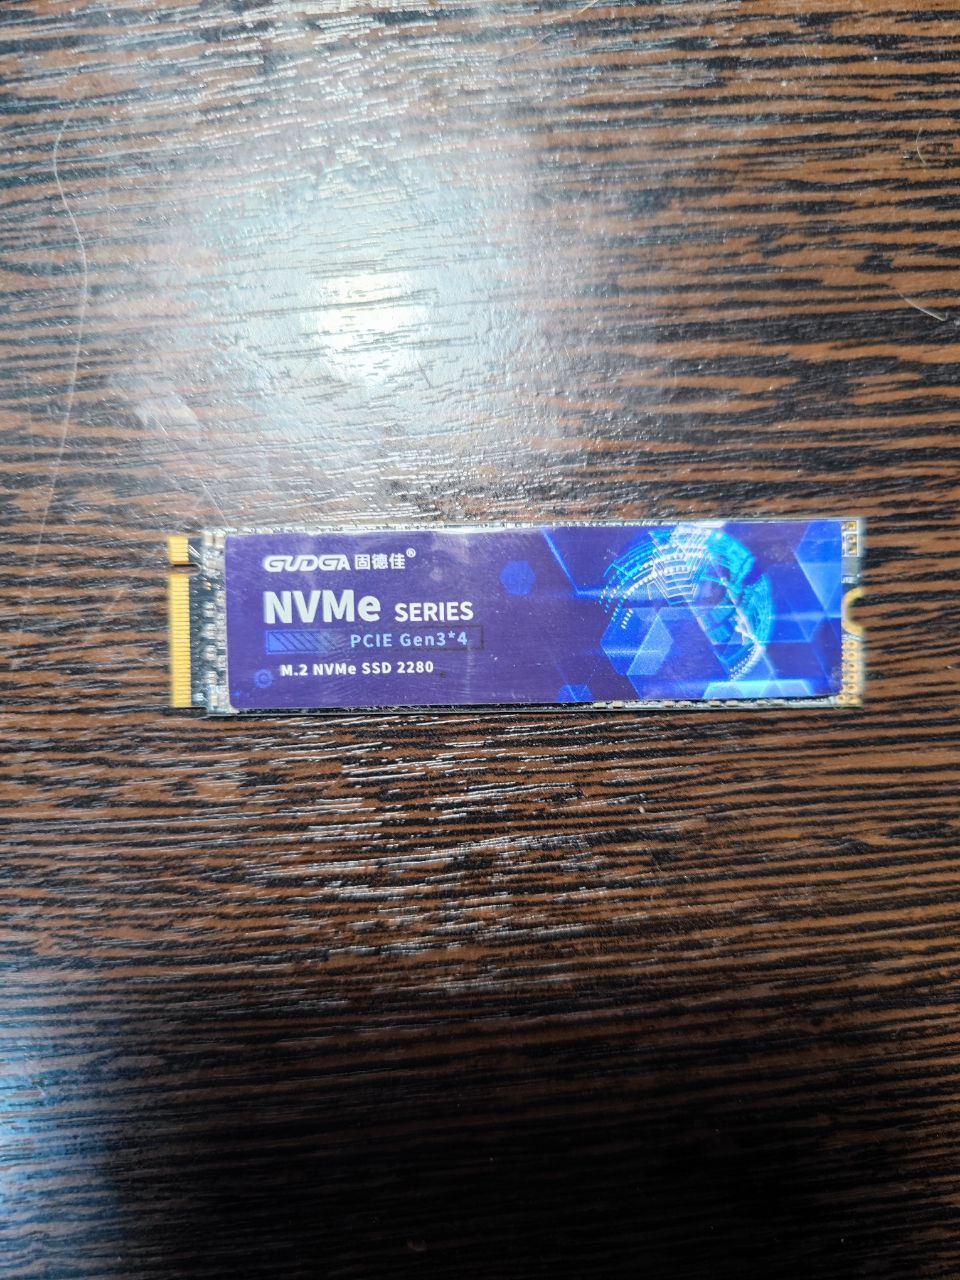 GUDGA 固德佳®
NVMe SERIES
PCIE Gen3*4
M.2 NVMe SSD 2280